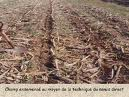 Champ ensemencé au moyen de la technique du semis direct